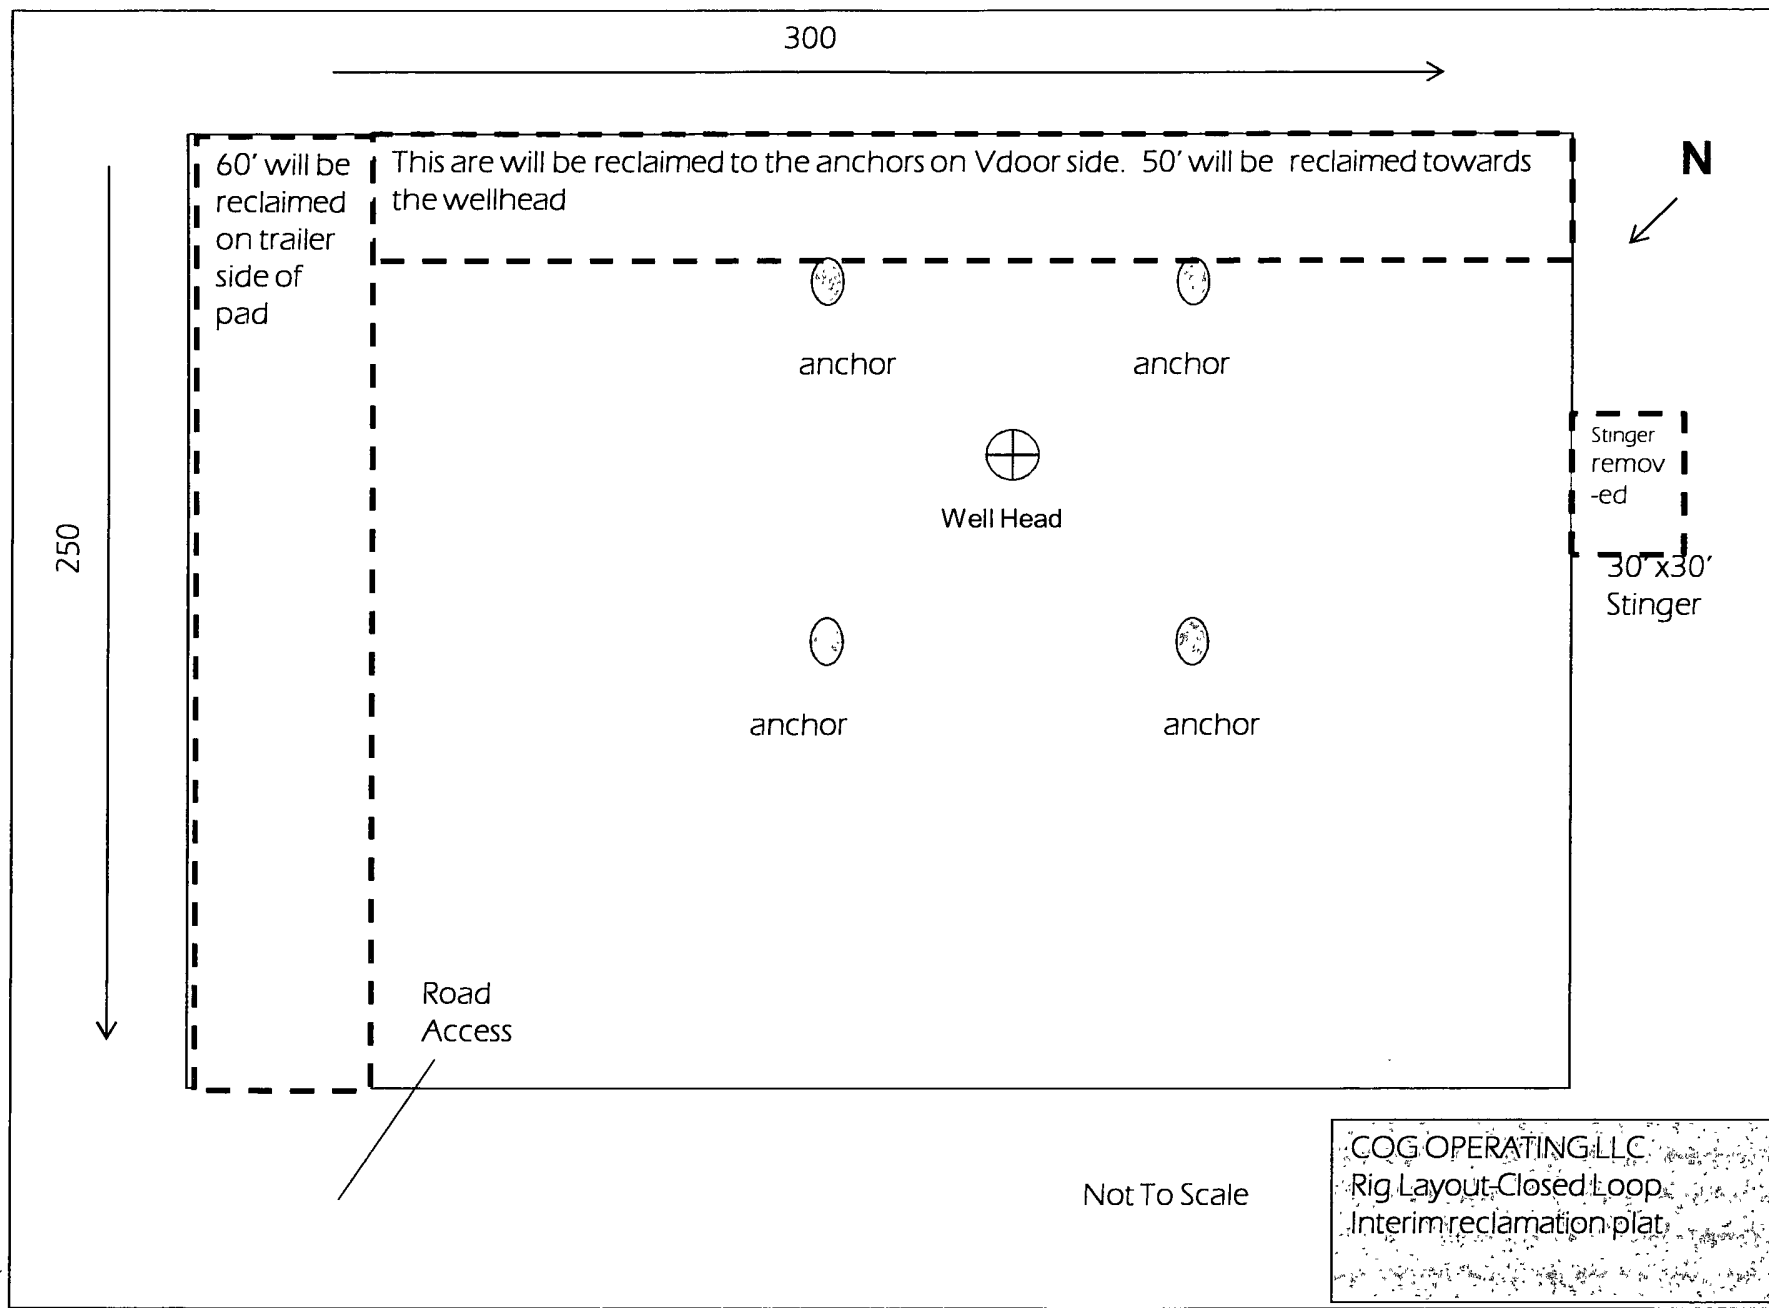 300
N
60' will be
reclaimed
on trailer
side of
pad
This are will be reclaimed to the anchors on Vdoor side. 50' will be reclaimed towards
the wellhead
anchor
anchor
Stinger
remov
-ed
Well Head
250
30'x30'
Stinger
anchor
anchor
Road
Access
Not To Scale
COG OPERATING LLC
Rig Layout-Closed Loop
Interim reclamation plat